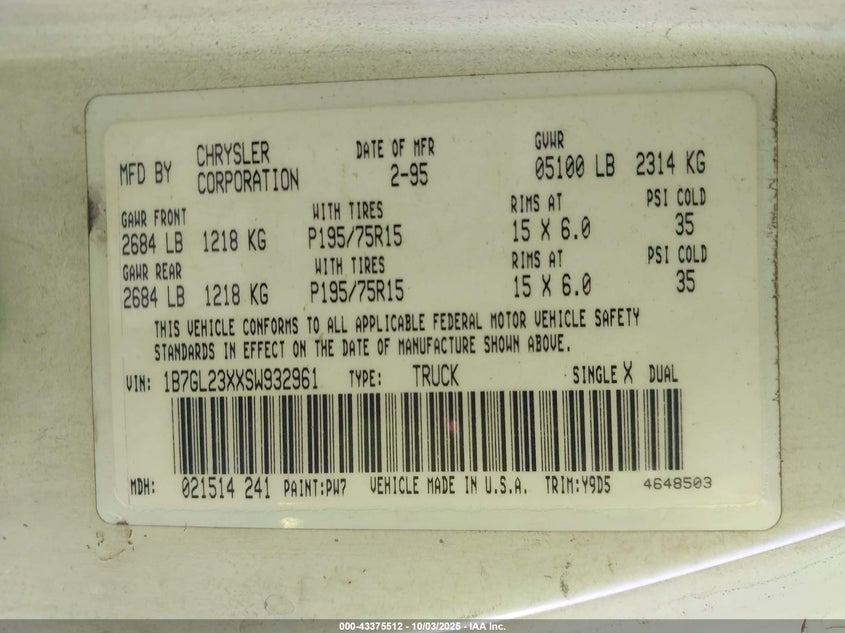 MFD BY CHRYSLER CORPORATION DATE OF MFR 2-95 GVWR 05100 LB 2314 KG
GAWR FRONT WITH TIRES RIMS AT PSI COLD
2684 LB 1218 KG P195/75R15 15 X 6.0 35
GAWR REAR WITH TIRES RIMS AT PSI COLD
2684 LB 1218 KG P195/75R15 15 X 6.0 35
THIS VEHICLE CONFORMS TO ALL APPLICABLE FEDERAL MOTOR VEHICLE SAFETY
STANDARDS IN EFFECT ON THE DATE OF MANUFACTURE SHOWN ABOVE.
VIN: 1B7GL23XXSW932961 TYPE: TRUCK SINGLE X DUAL
MDH: 021514 241 PAINT:PW7 VEHICLE MADE IN U.S.A. TRIM:Y9D5 4648503
000-43375512 - 10/03/2025 - IAA Inc.